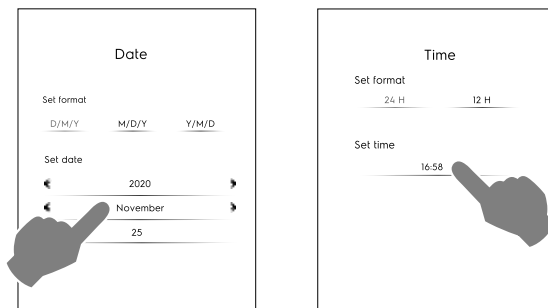 Date
Set format
D/M/Y M/D/Y Y/M/D
Set date
2020
November
25
Time
Set format
24 H 12 H
Set time
16:58